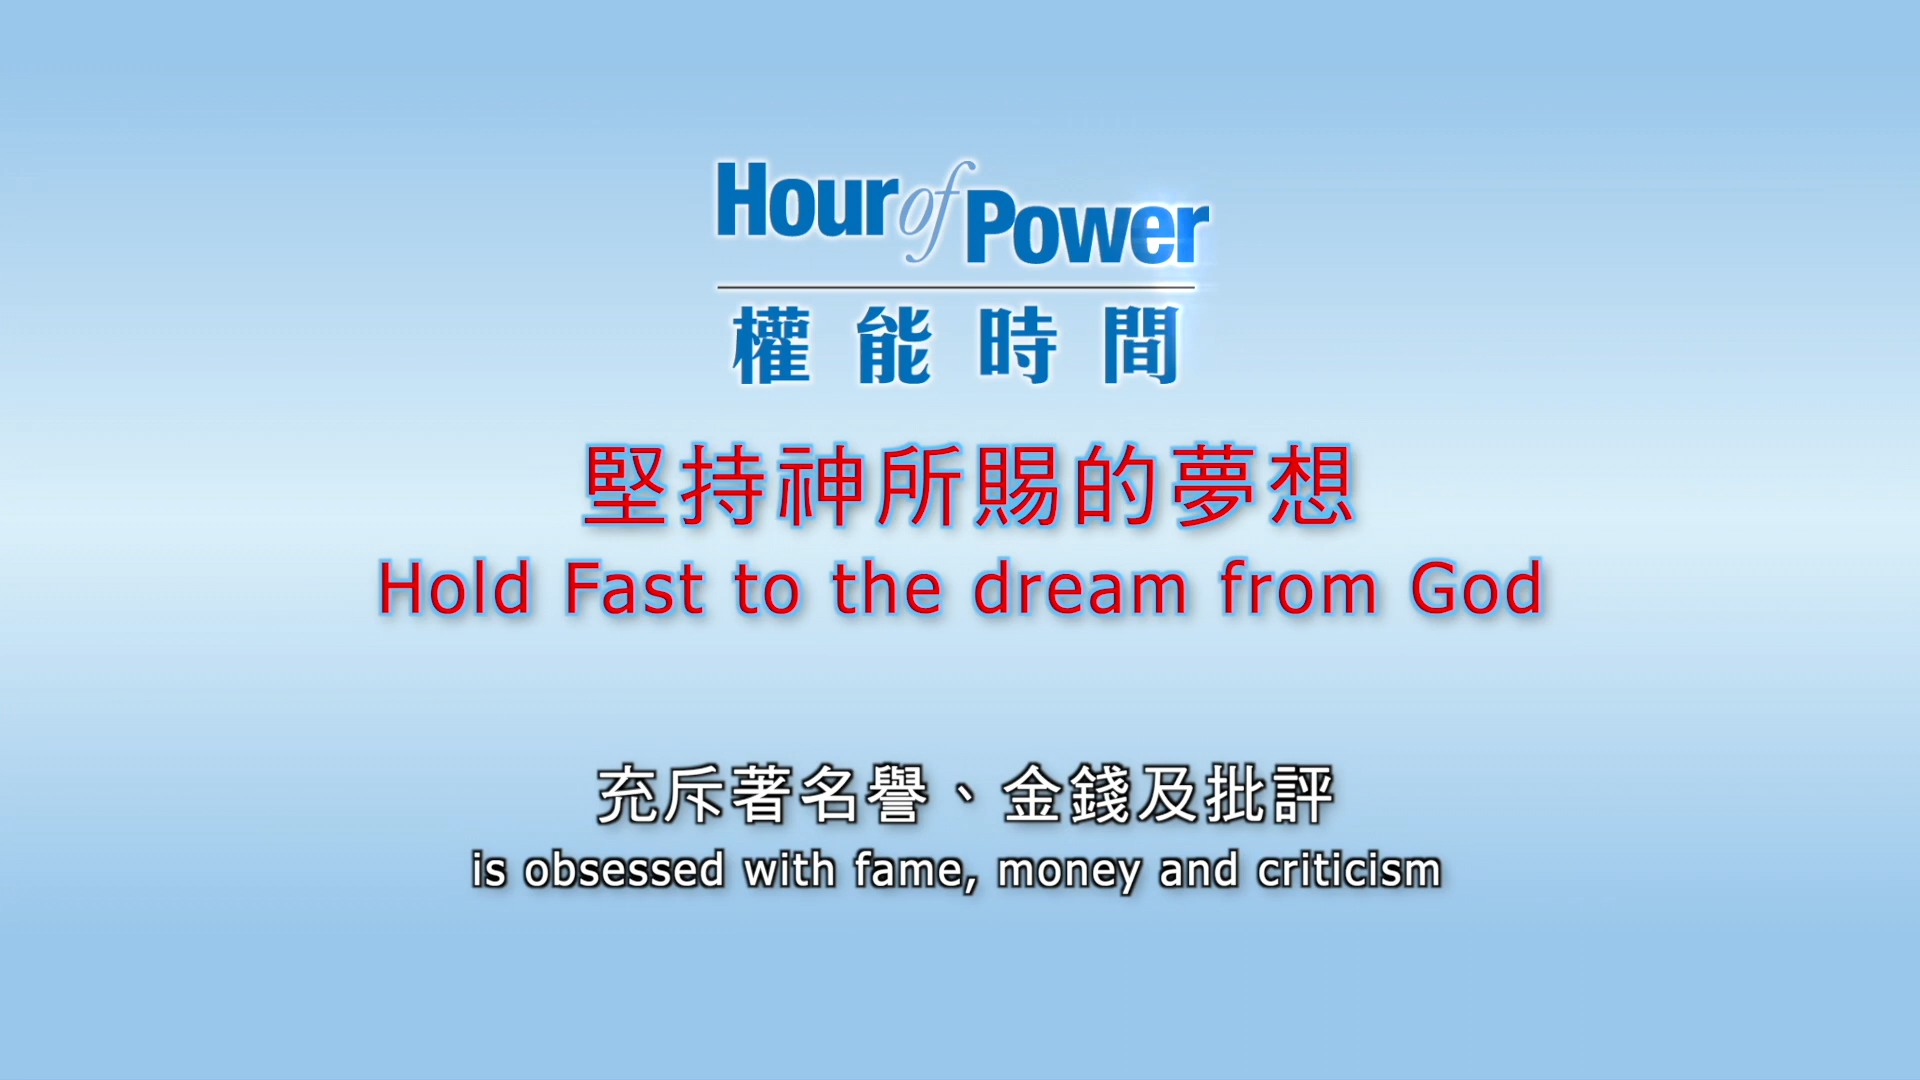 Hour of Power
權能時間
堅持神所賜的夢想
Hold Fast to the dream from God
充斥著名譽、金錢及批評
is obsessed with fame, money and criticism